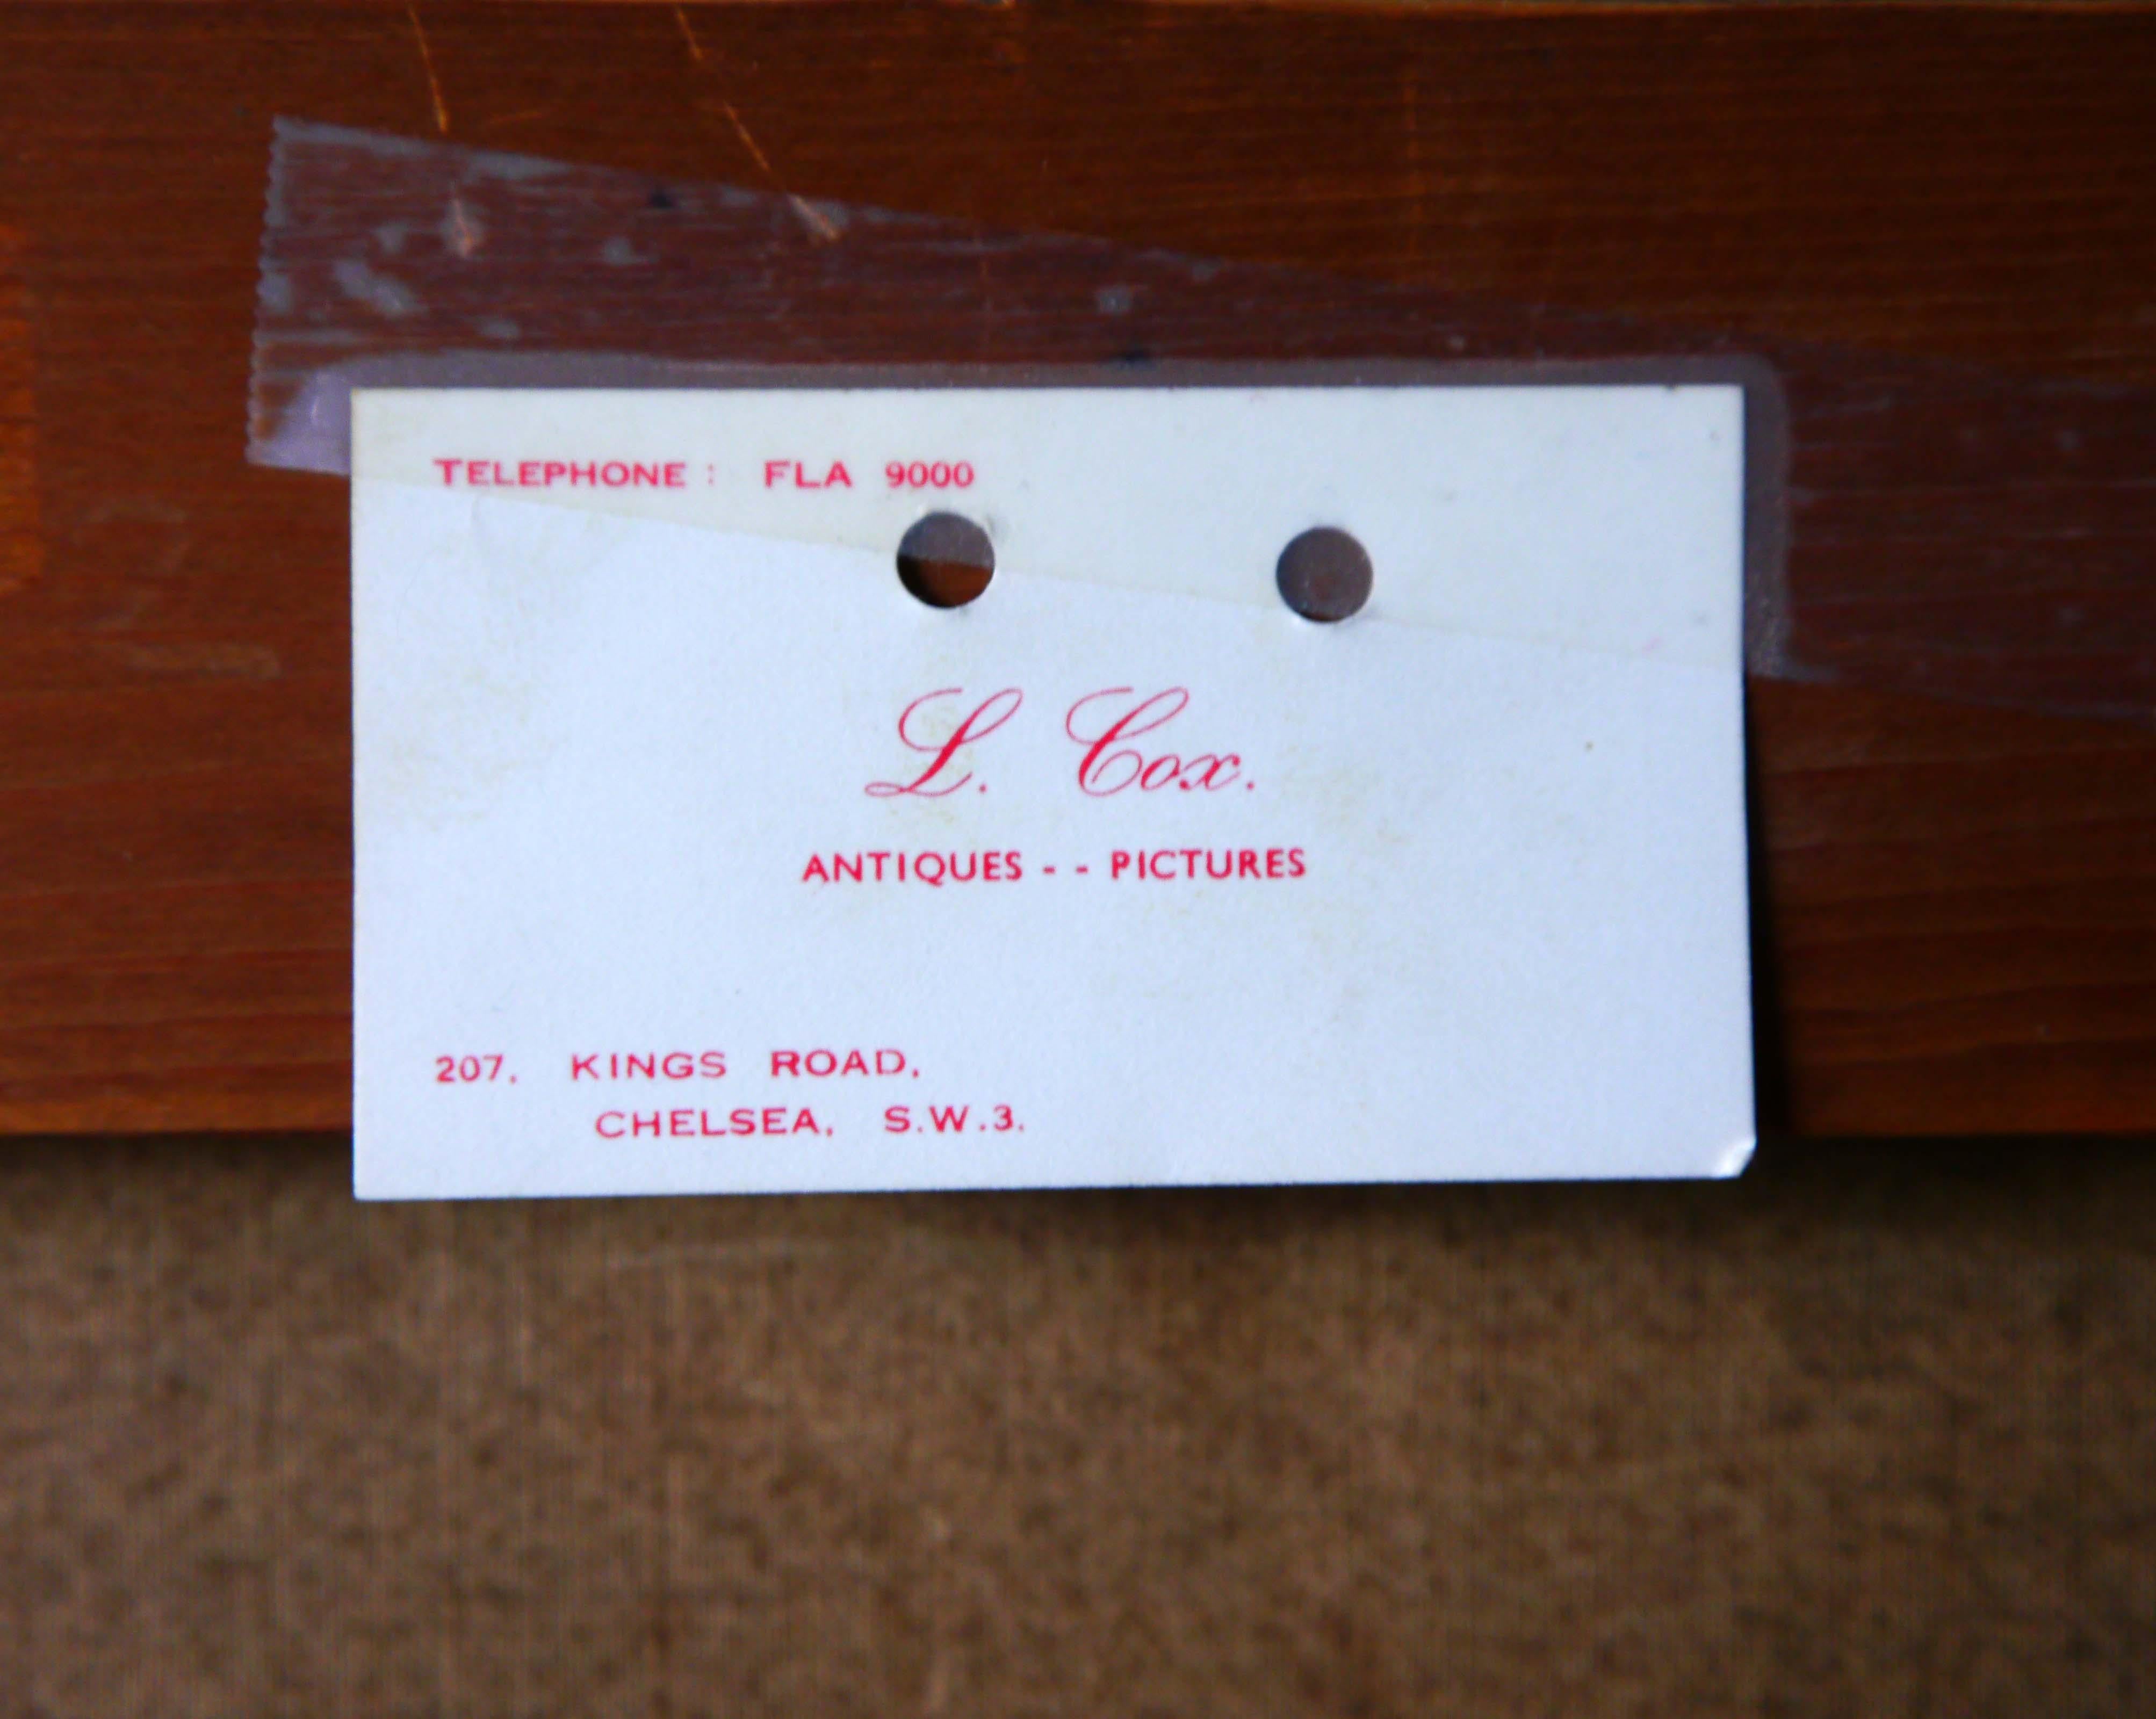 TELEPHONE : FLA 9000
L. Cox.
ANTIQUES - - PICTURES
207, KINGS ROAD,
CHELSEA, S.W.3.